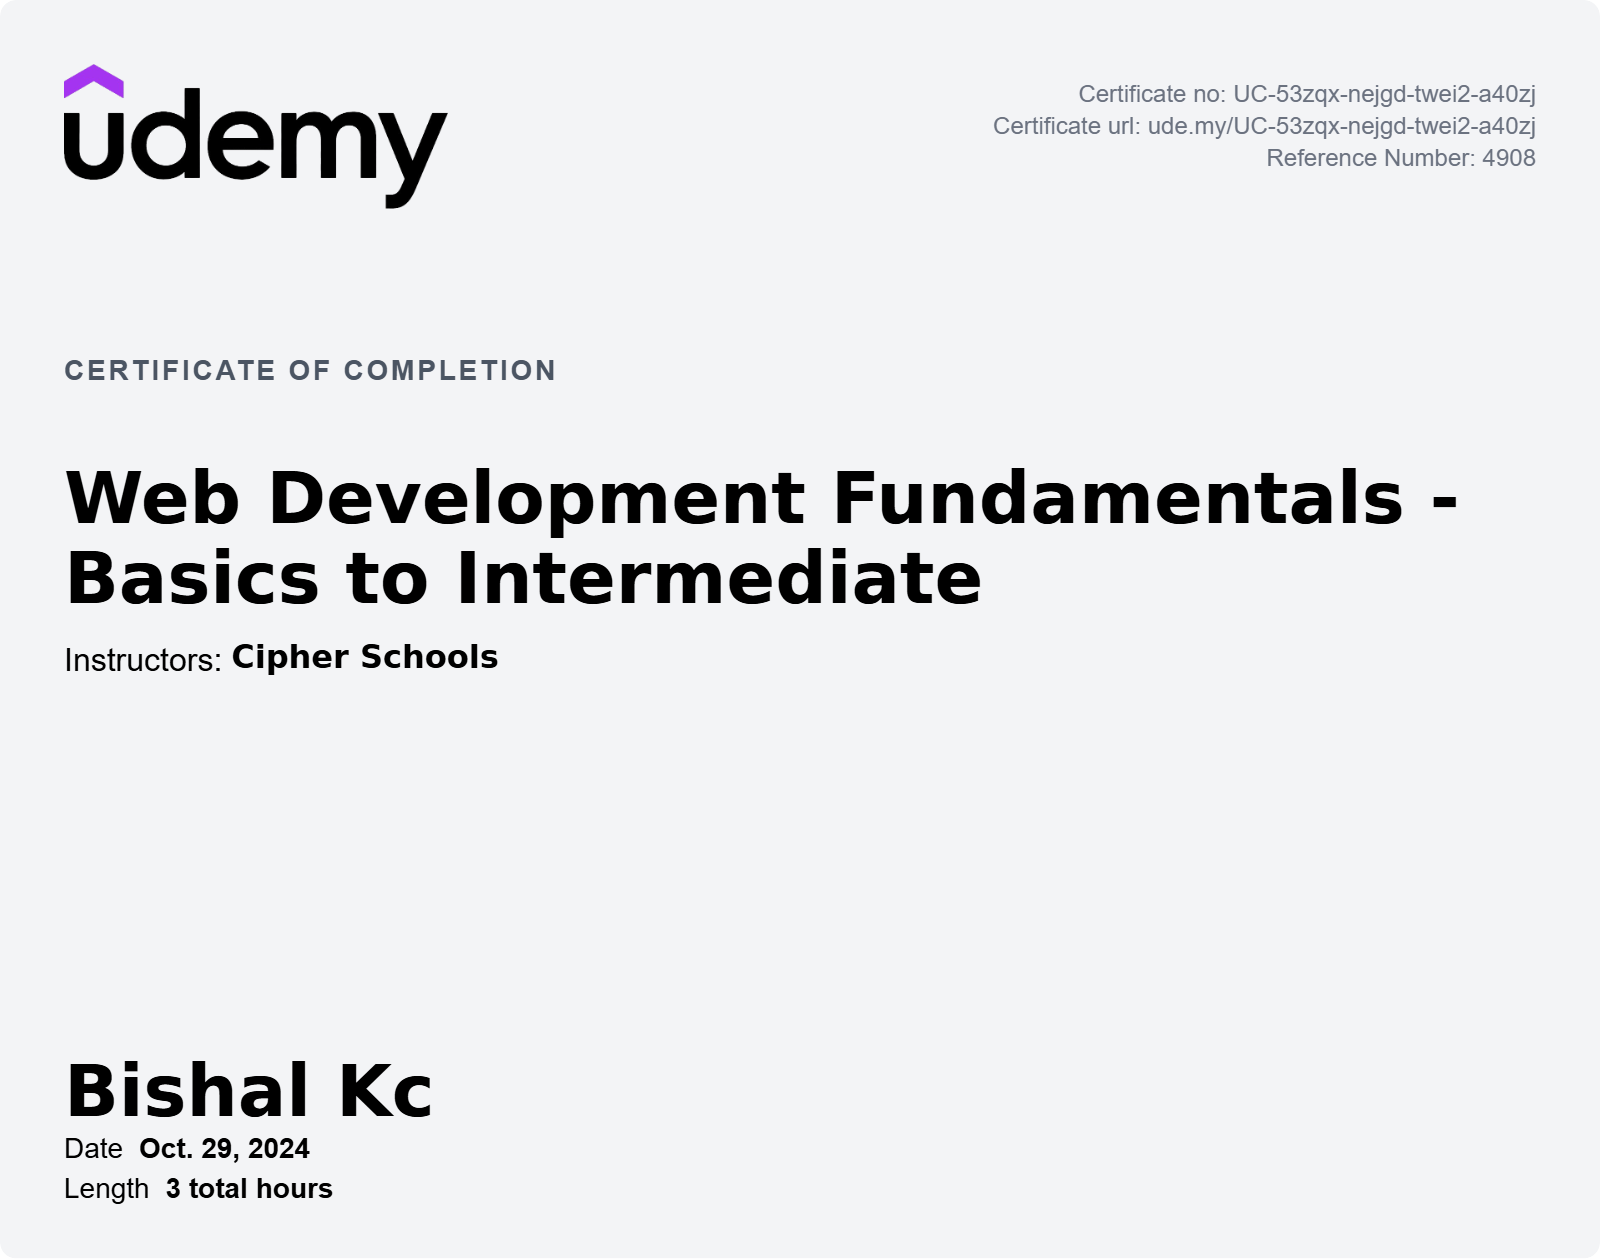 udemy
Certificate no: UC-53zqx-nejgd-twei2-a40zj
Certificate url: ude.my/UC-53zqx-nejgd-twei2-a40zj
Reference Number: 4908
CERTIFICATE OF COMPLETION
Web Development Fundamentals -
Basics to Intermediate
Instructors: Cipher Schools
Bishal Kc
Date Oct. 29, 2024
Length 3 total hours